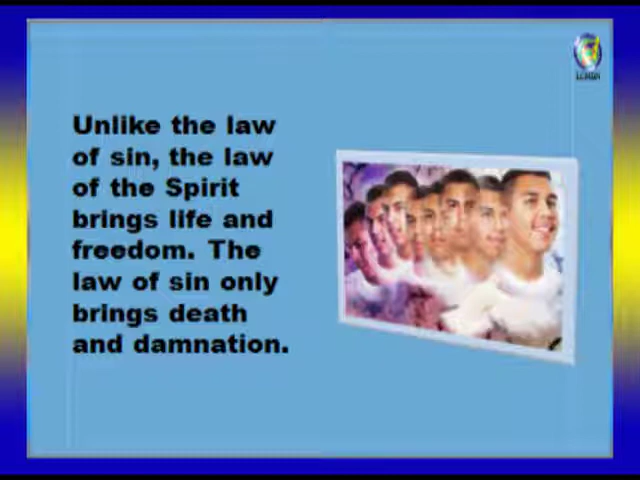 Unlike the law
of sin, the law
of the Spirit
brings life and
freedom. The
law of sin only
brings death
and damnation.